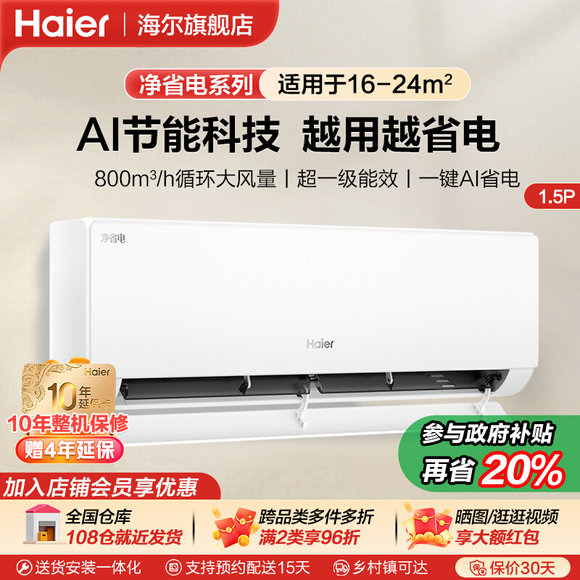 Haier 海尔旗舰店
净省电系列 适用于16-24m²
AI节能科技 越用越省电
800m³/h循环大风量 | 超一级能效 | 一键AI省电
1.5P
净省电
Haier
Haier
10年
延保卡
10年整机保修
赠4年延保
参与政府补贴
再省20%
加入店铺会员享优惠
全国仓库
108仓就近发货
跨品类多件多折
满2类享96折
晒图/逛逛视频
享大额红包
送货安装一体化
支持预约配送15天
乡村镇可达
保价30天